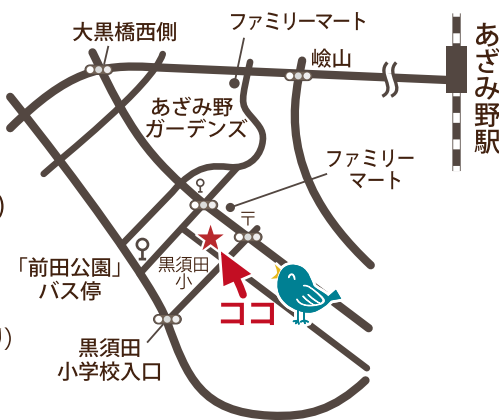 大黒橋西側
ファミリーマート
嶮山
あざみ野駅
あざみ野
ガーデンズ
ファミリー
マート
〒
黒須田
小
「前田公園」
バス停
ココ
黒須田
小学校入口
)